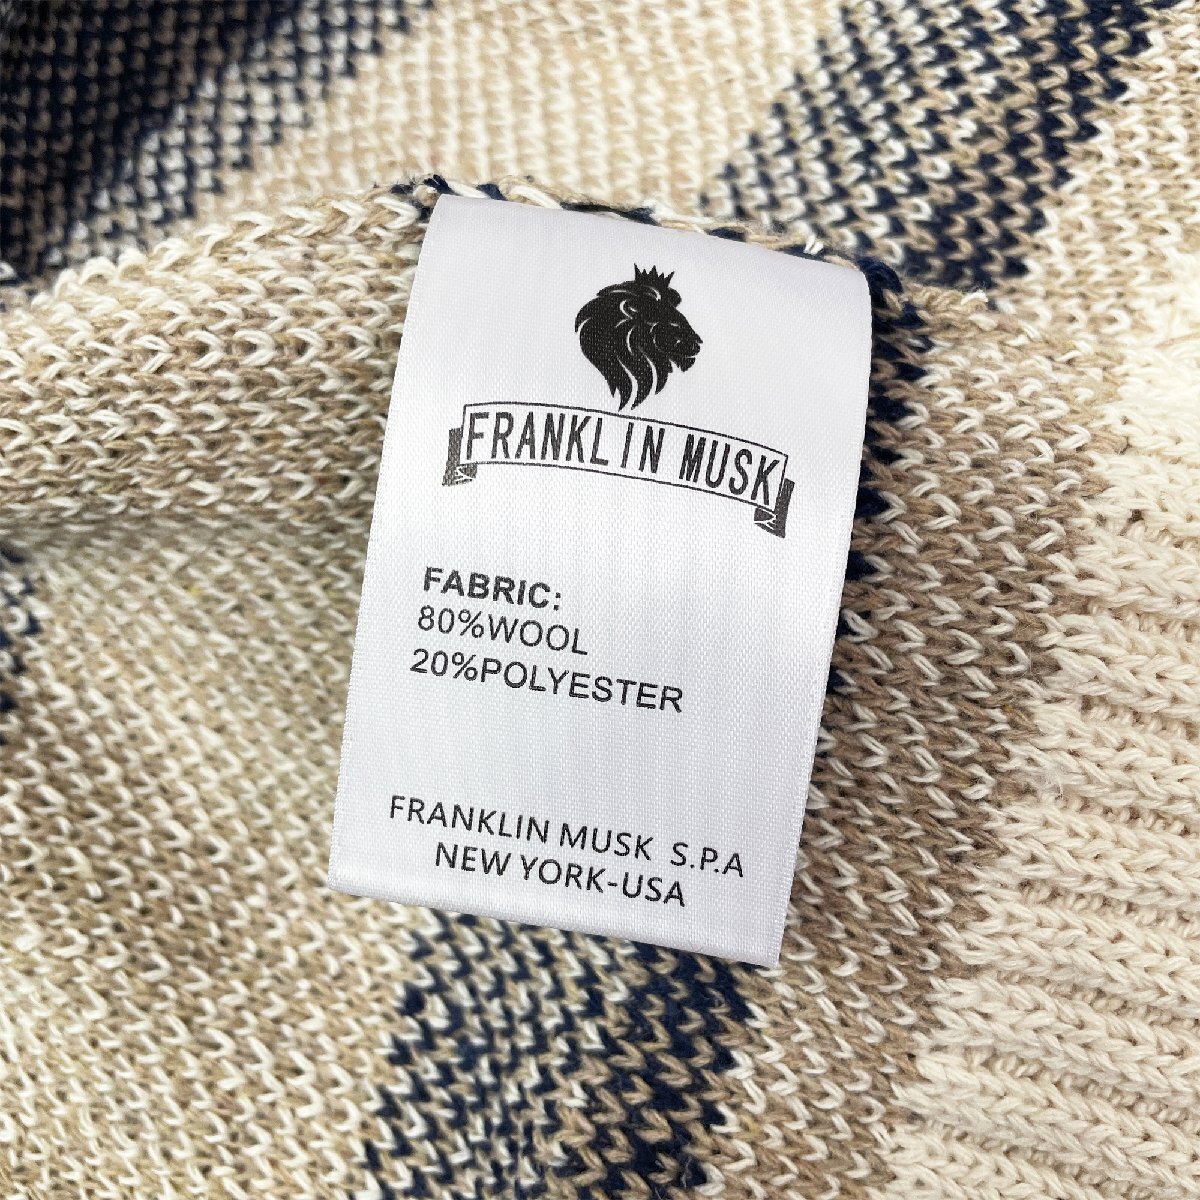 FRANKLIN MUSK
FABRIC:
80%WOOL
20%POLYESTER
FRANKLIN MUSK S.P.A
NEW YORK-USA